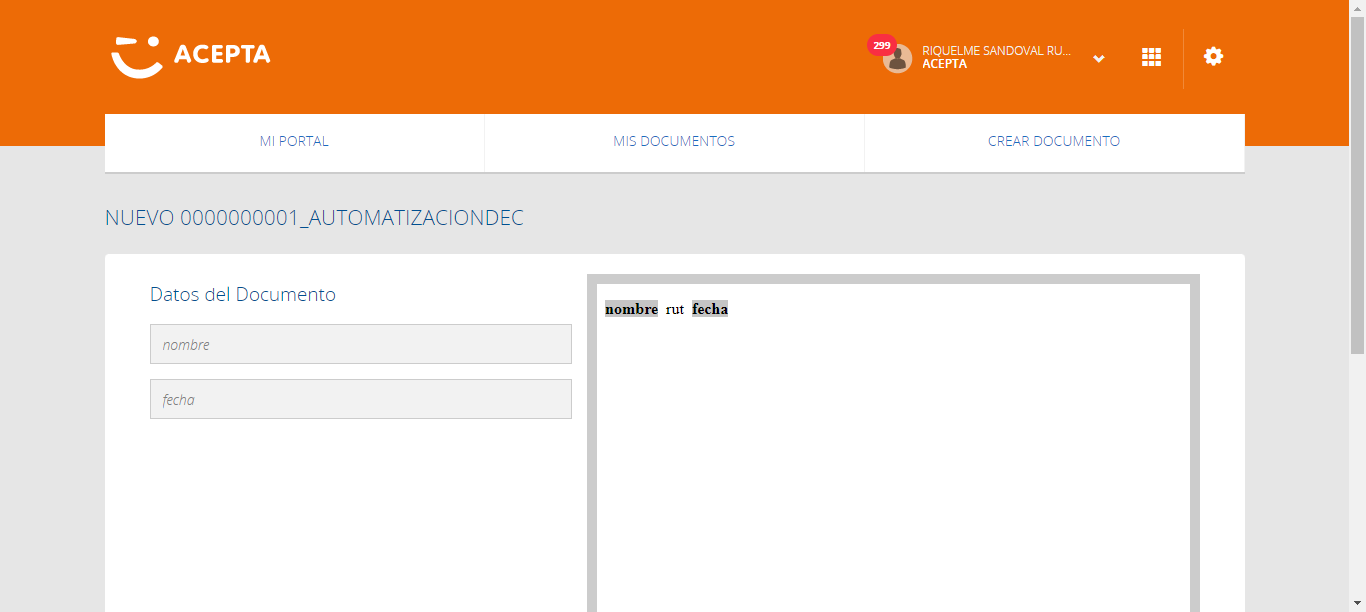 ACEPTA
299
RIQUELME SANDOVAL RU...
ACEPTA
MI PORTAL
MIS DOCUMENTOS
CREAR DOCUMENTO
NUEVO 0000000001_AUTOMATIZACIONDEC
Datos del Documento
nombre
fecha
nombre rut fecha